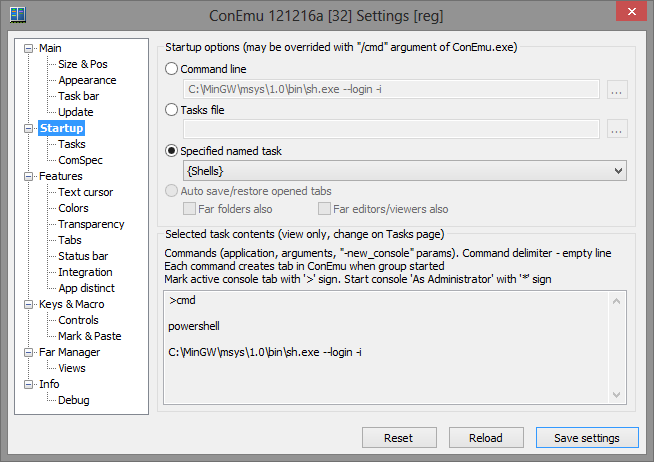 ConEmu 121216a [32] Settings [reg]
Main
Size & Pos
Appearance
Task bar
Update
Startup
Tasks
ComSpec
Features
Text cursor
Colors
Transparency
Tabs
Status bar
Integration
App distinct
Keys & Macro
Controls
Mark & Paste
Far Manager
Views
Info
Debug
Startup options (may be overrided with "/cmd" argument of ConEmu.exe)
Command line
C:\MinGW\msys\1.0\bin\sh.exe --login -i
...
Tasks file
...
Specified named task
{Shells}
Auto save/restore opened tabs
Far folders also
Far editors/viewers also
Selected task contents (view only, change on Tasks page)
Commands (application, arguments, "-new_console" params). Command delimiter - empty line
Each command creates tab in ConEmu when group started
Mark active console tab with '>' sign. Start console 'As Administrator' with '*' sign
>cmd
powershell
C:\MinGW\msys\1.0\bin\sh.exe --login -i
Reset
Reload
Save settings